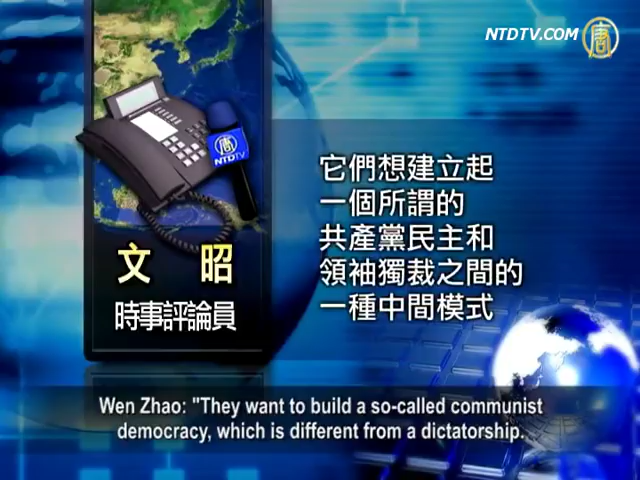 NTDTV.COM
唐
唐
NTDTV
它們想建立起
一個所謂的
共產黨民主和
領袖獨裁之間的
一種中間模式
文 昭
時事評論員
Wen Zhao: "They want to build a so-called communist
democracy, which is different from a dictatorship.